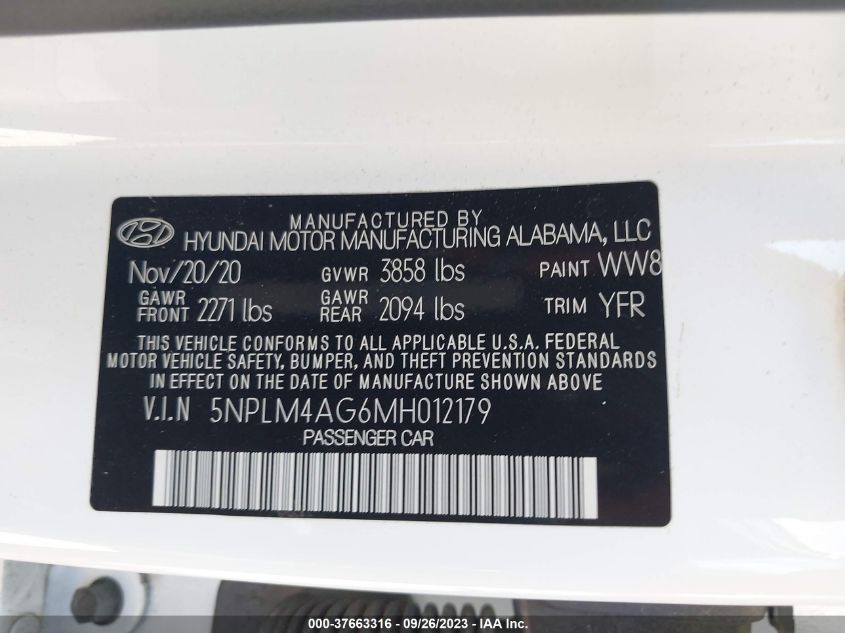 MANUFACTURED BY
HYUNDAI MOTOR MANUFACTURING ALABAMA, LLC
Nov/20/20 GVWR 3858 lbs PAINT WW8
GAWR FRONT 2271 lbs GAWR REAR 2094 lbs TRIM YFR
THIS VEHICLE CONFORMS TO ALL APPLICABLE U.S.A. FEDERAL
MOTOR VEHICLE SAFETY, BUMPER, AND THEFT PREVENTION STANDARDS
IN EFFECT ON THE DATE OF MANUFACTURE SHOWN ABOVE
V.I.N 5NPLM4AG6MH012179
PASSENGER CAR
000-37663316 - 09/26/2023 - © IAA, Inc.